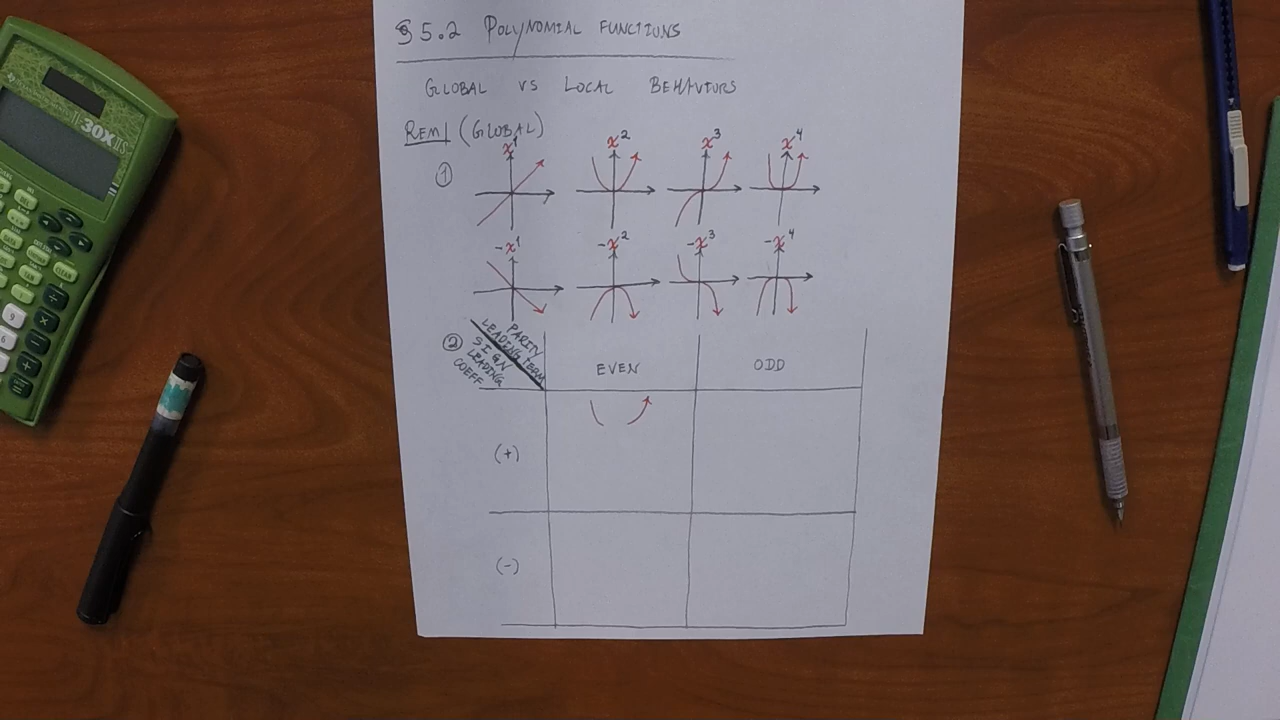 § 5.2 POLYNOMIAL FUNCTIONS
GLOBAL VS LOCAL BEHAVIORS
REM (GLOBAL)
① x¹ x² x³ x⁴
-x¹ -x² -x³ -x⁴
② PARITY LEADING TERM
SIGN LEADING COEFF
EVEN ODD
(+)
(-)
30XIIS